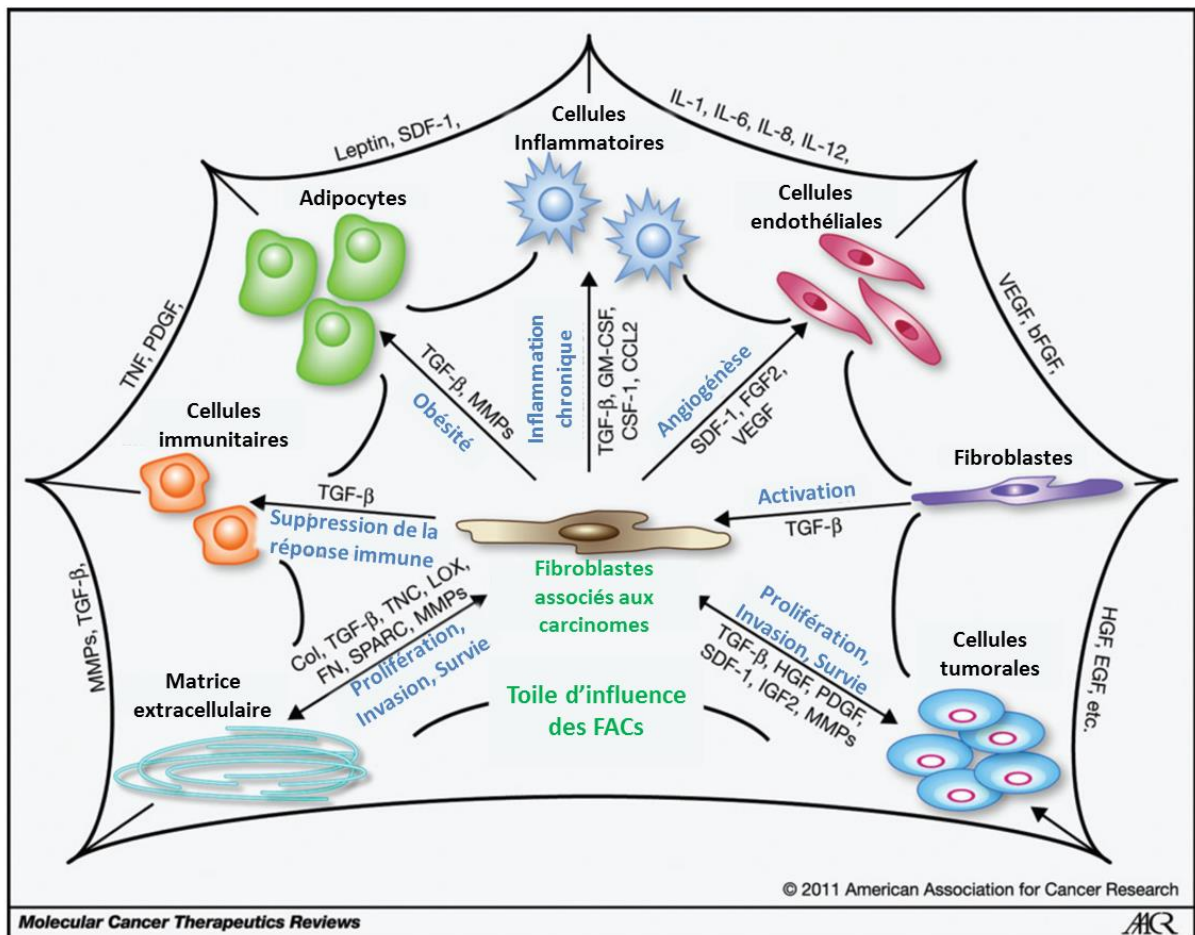 Cellules
Inflammatoires
Leptin, SDF-1,
IL-1, IL-6, IL-8, IL-12,
Adipocytes
Cellules
endothéliales
TNF, PDGF,
VEGF, bFGF,
TGF-β, MMPs
Obésité
Inflammation
chronique
TGF-β, GM-CSF,
CSF-1, CCL2
Angiogénèse
SDF-1, FGF2,
VEGF
Cellules
immunitaires
Fibroblastes
TGF-β
Suppression de la
réponse immune
Activation
TGF-β
Fibroblastes
associés aux
carcinomes
MMPs, TGF-β,
Col, TGF-β, TNC, LOX,
FN, SPARC, MMPs
Prolifération,
Invasion, Survie
Prolifération,
Invasion, Survie
TGF-β, HGF, PDGF,
SDF-1, IGF2, MMPs
HGF, EGF, etc.
Matrice
extracellulaire
Toile d’influence
des FACs
Cellules
tumorales
© 2011 American Association for Cancer Research
Molecular Cancer Therapeutics Reviews
AACR